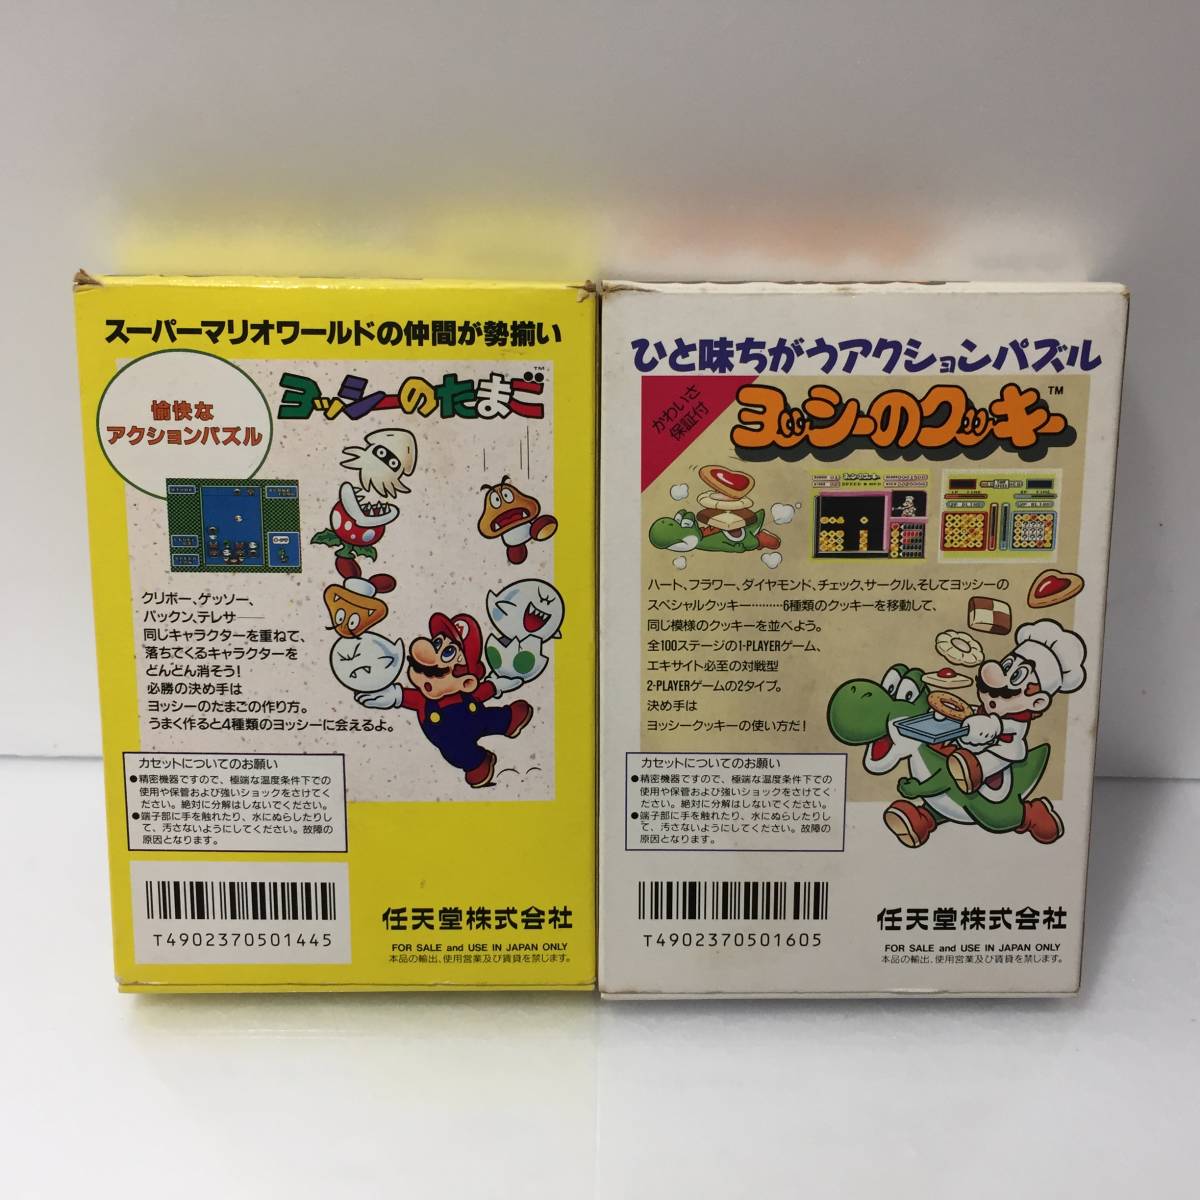 スーパーマリオワールドの仲間が勢揃い
愉快な
アクションパズル
ヨッシーのたまご™
クリボー、ゲッソー、
パックン、テレサ──
同じキャラクターを重ねて、
落ちてくるキャラクターを
どんどん消そう!
必勝の決め手は
ヨッシーのたまごの作り方。
うまく作ると4種類のヨッシーに会えるよ。
カセットについてのお願い
●精密機器ですので、極端な温度条件下での
使用や保管および強いショックをさけてく
ださい。絶対に分解はしないでください。
●端子部に手を触れたり、水にぬらしたりし
て、汚さないようにしてください。故障の
原因となります。
T4902370501445
任天堂株式会社
FOR SALE and USE IN JAPAN ONLY
本品の輸出、使用営業及び賃貸を禁じます。
ひと味ちがうアクションパズル
かわいさ
保証付
ヨッシーのクッキー™
ハート、フラワー、ダイヤモンド、チェック、サークル、そしてヨッシーの
スペシャルクッキー………6種類のクッキーを移動して、
同じ模様のクッキーを並べよう。
全100ステージの1-PLAYERゲーム、
エキサイト必至の対戦型
2-PLAYERゲームの2タイプ。
決め手は
ヨッシークッキーの使い方だ!
カセットについてのお願い
●精密機器ですので、極端な温度条件下での
使用や保管および強いショックをさけてく
ださい。絶対に分解はしないでください。
●端子部に手を触れたり、水にぬらしたりし
て、汚さないようにしてください。故障の
原因となります。
T4902370501605
任天堂株式会社
FOR SALE and USE IN JAPAN ONLY
本品の輸出、使用営業及び賃貸を禁じます。